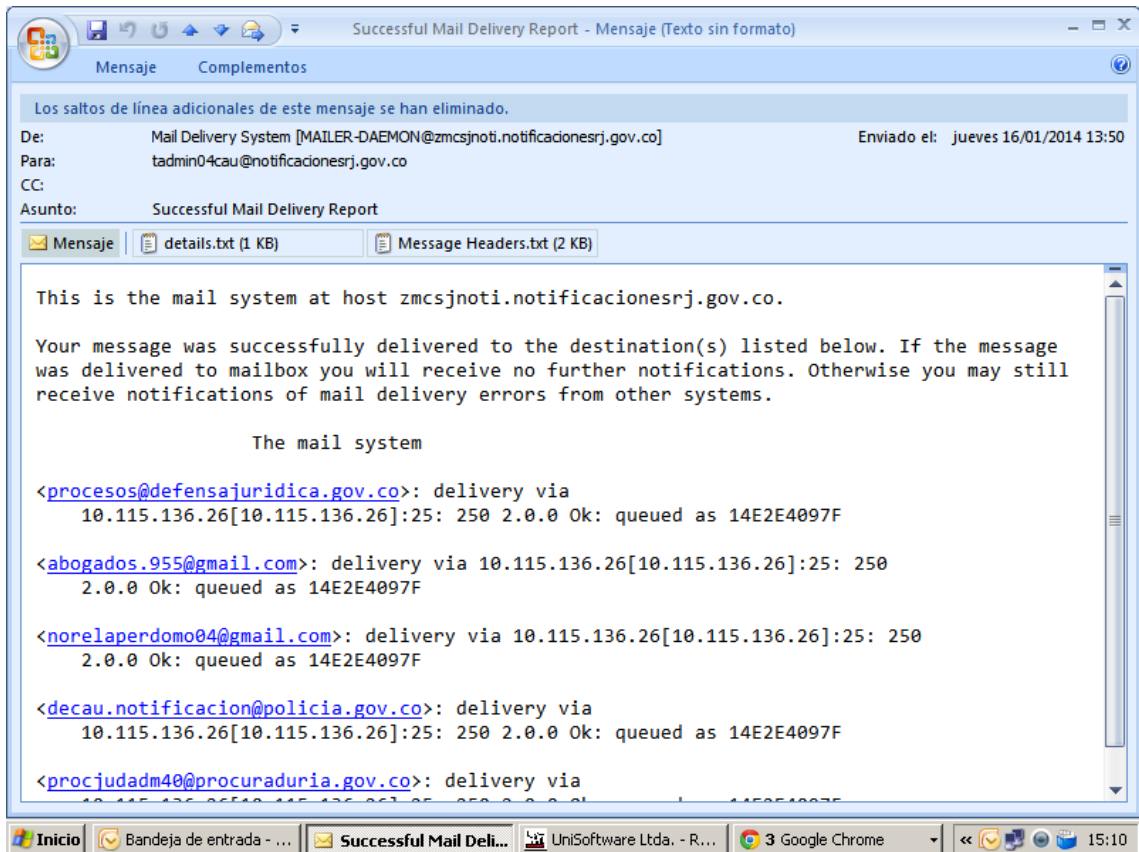 Successful Mail Delivery Report - Mensaje (Texto sin formato)
Mensaje Complementos
Los saltos de línea adicionales de este mensaje se han eliminado.
De: Mail Delivery System [MAILER-DAEMON@zmcsjnoti.notificacionesrj.gov.co] Enviado el: jueves 16/01/2014 13:50
Para: tadmin04cau@notificacionesrj.gov.co
CC:
Asunto: Successful Mail Delivery Report
Mensaje details.txt (1 KB) Message Headers.txt (2 KB)
This is the mail system at host zmcsjnoti.notificacionesrj.gov.co.
Your message was successfully delivered to the destination(s) listed below. If the message
was delivered to mailbox you will receive no further notifications. Otherwise you may still
receive notifications of mail delivery errors from other systems.
The mail system
<procesos@defensajuridica.gov.co>: delivery via
10.115.136.26[10.115.136.26]:25: 250 2.0.0 Ok: queued as 14E2E4097F
<abogados.955@gmail.com>: delivery via 10.115.136.26[10.115.136.26]:25: 250
2.0.0 Ok: queued as 14E2E4097F
<norelaperdomo04@gmail.com>: delivery via 10.115.136.26[10.115.136.26]:25: 250
2.0.0 Ok: queued as 14E2E4097F
<decau.notificacion@policia.gov.co>: delivery via
10.115.136.26[10.115.136.26]:25: 250 2.0.0 Ok: queued as 14E2E4097F
<procjudadm40@procuraduria.gov.co>: delivery via
Inicio Bandeja de entrada - ... Successful Mail Deli... UniSoftware Ltda. - R... 3 Google Chrome « 15:10